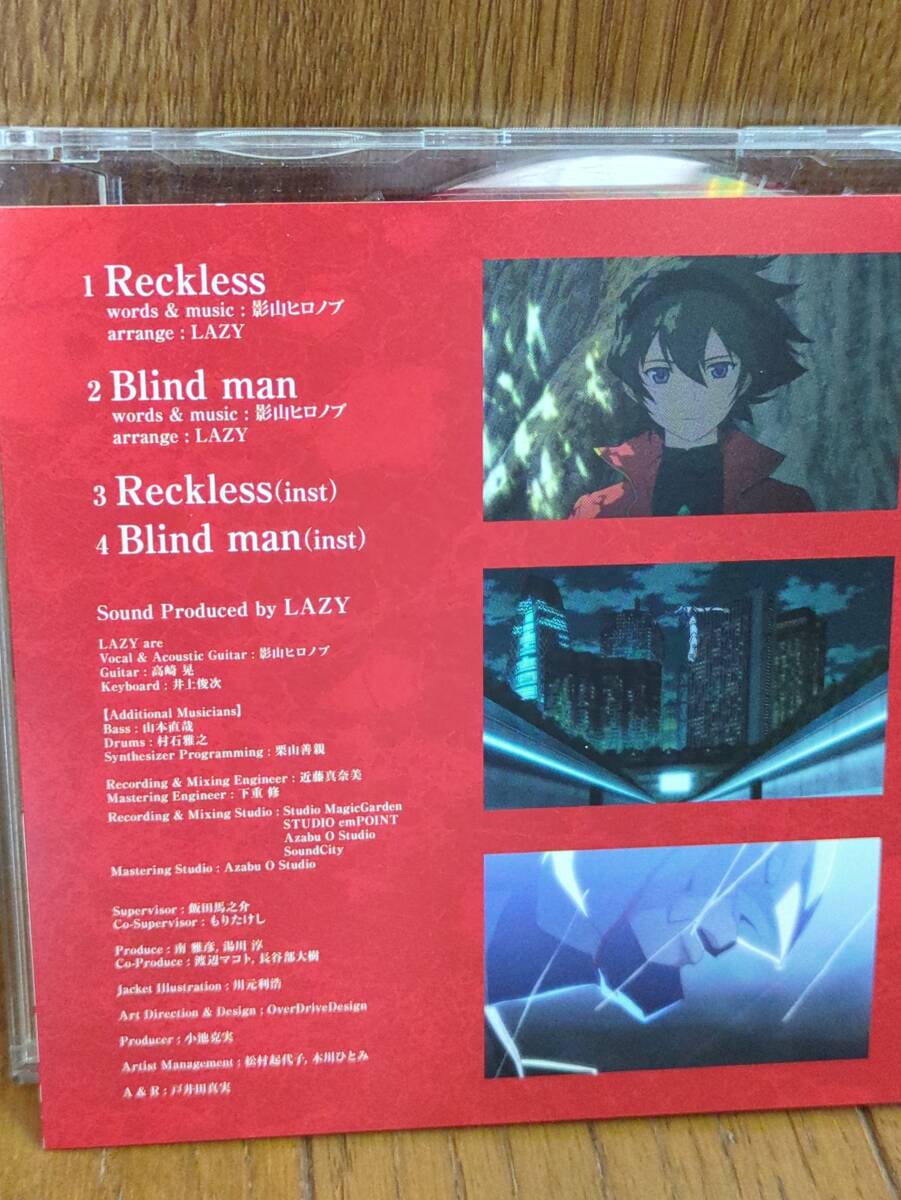 1 Reckless
words & music : 影山ヒロノブ
arrange : LAZY
2 Blind man
words & music : 影山ヒロノブ
arrange : LAZY
3 Reckless(inst)
4 Blind man(inst)
Sound Produced by LAZY
LAZY are
Vocal & Acoustic Guitar : 影山ヒロノブ
Guitar : 高崎 晃
Keyboard : 井上俊次
【Additional Musicians】
Bass : 山本直哉
Drums : 村石雅之
Synthesizer Programming : 栗山善親
Recording & Mixing Engineer : 近藤真奈美
Mastering Engineer : 下重 修
Recording & Mixing Studio : Studio MagicGarden
STUDIO emPOINT
Azabu O Studio
SoundCity
Mastering Studio : Azabu O Studio
Supervisor : 飯田馬之介
Co-Supervisor : もりたけし
Produce : 南 雅彦, 湯川 淳
Co-Produce : 渡辺マコト, 長谷部大樹
Jacket Illustration : 川元利浩
Art Direction & Design : OverDriveDesign
Producer : 小池克実
Artist Management : 松村起代子, 木川ひとみ
A & R : 戸井田真実